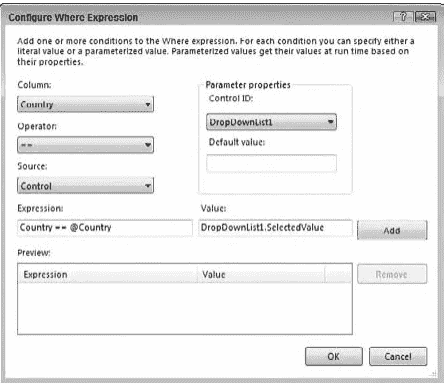 Configure Where Expression
Add one or more conditions to the Where expression. For each condition you can specify either a
literal value or a parameterized value. Parameterized values get their values at run time based on
their properties.
Column:
Country
Operator:
==
Source:
Control
Parameter properties
Control ID:
DropDownList1
Default value:
Expression:
Country == @Country
Value:
DropDownList1.SelectedValue
Add
Preview:
Expression Value
Remove
OK Cancel